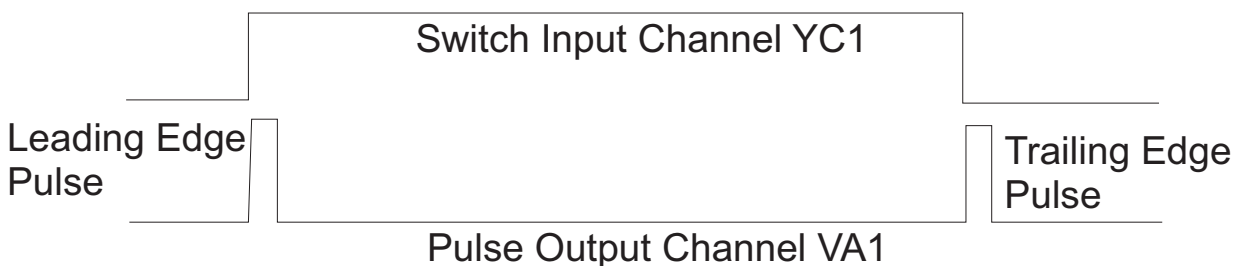 Switch Input Channel YC1
Leading Edge
Pulse
Trailing Edge
Pulse
Pulse Output Channel VA1